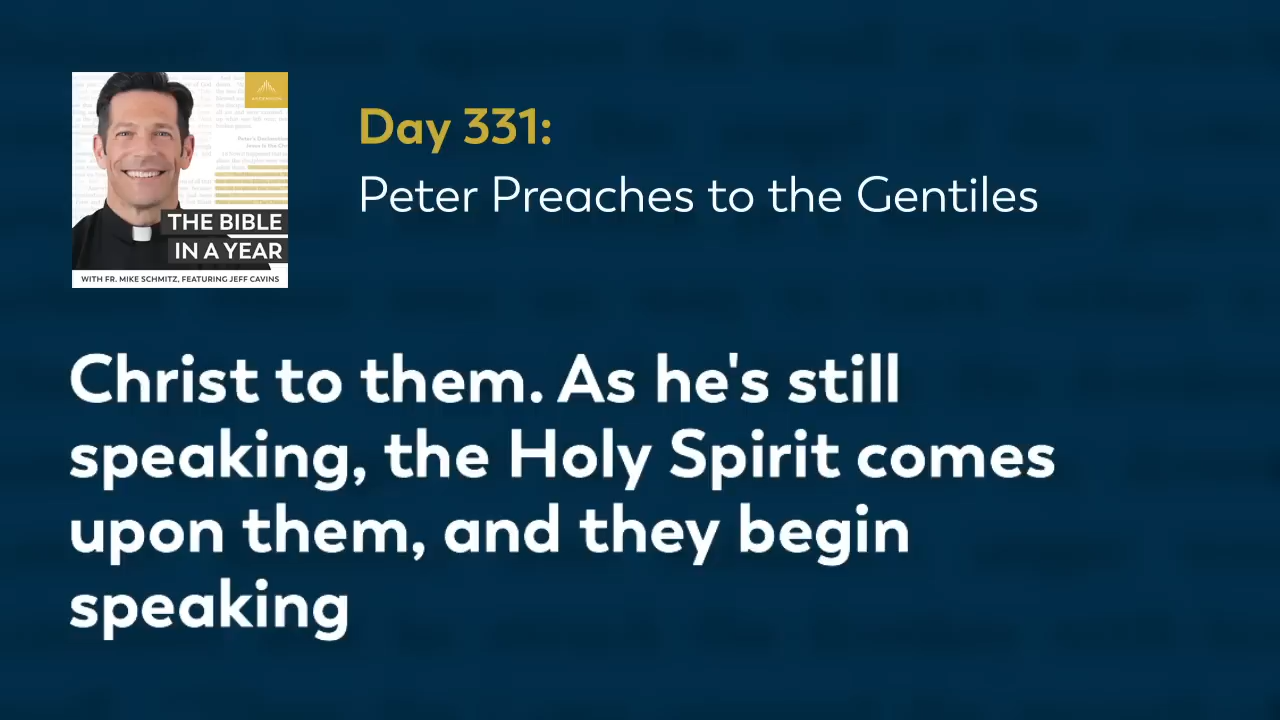 Day 331:
Peter Preaches to the Gentiles
THE BIBLE
IN A YEAR
WITH FR. MIKE SCHMITZ, FEATURING JEFF CAVINS
Christ to them. As he's still
speaking, the Holy Spirit comes
upon them, and they begin
speaking